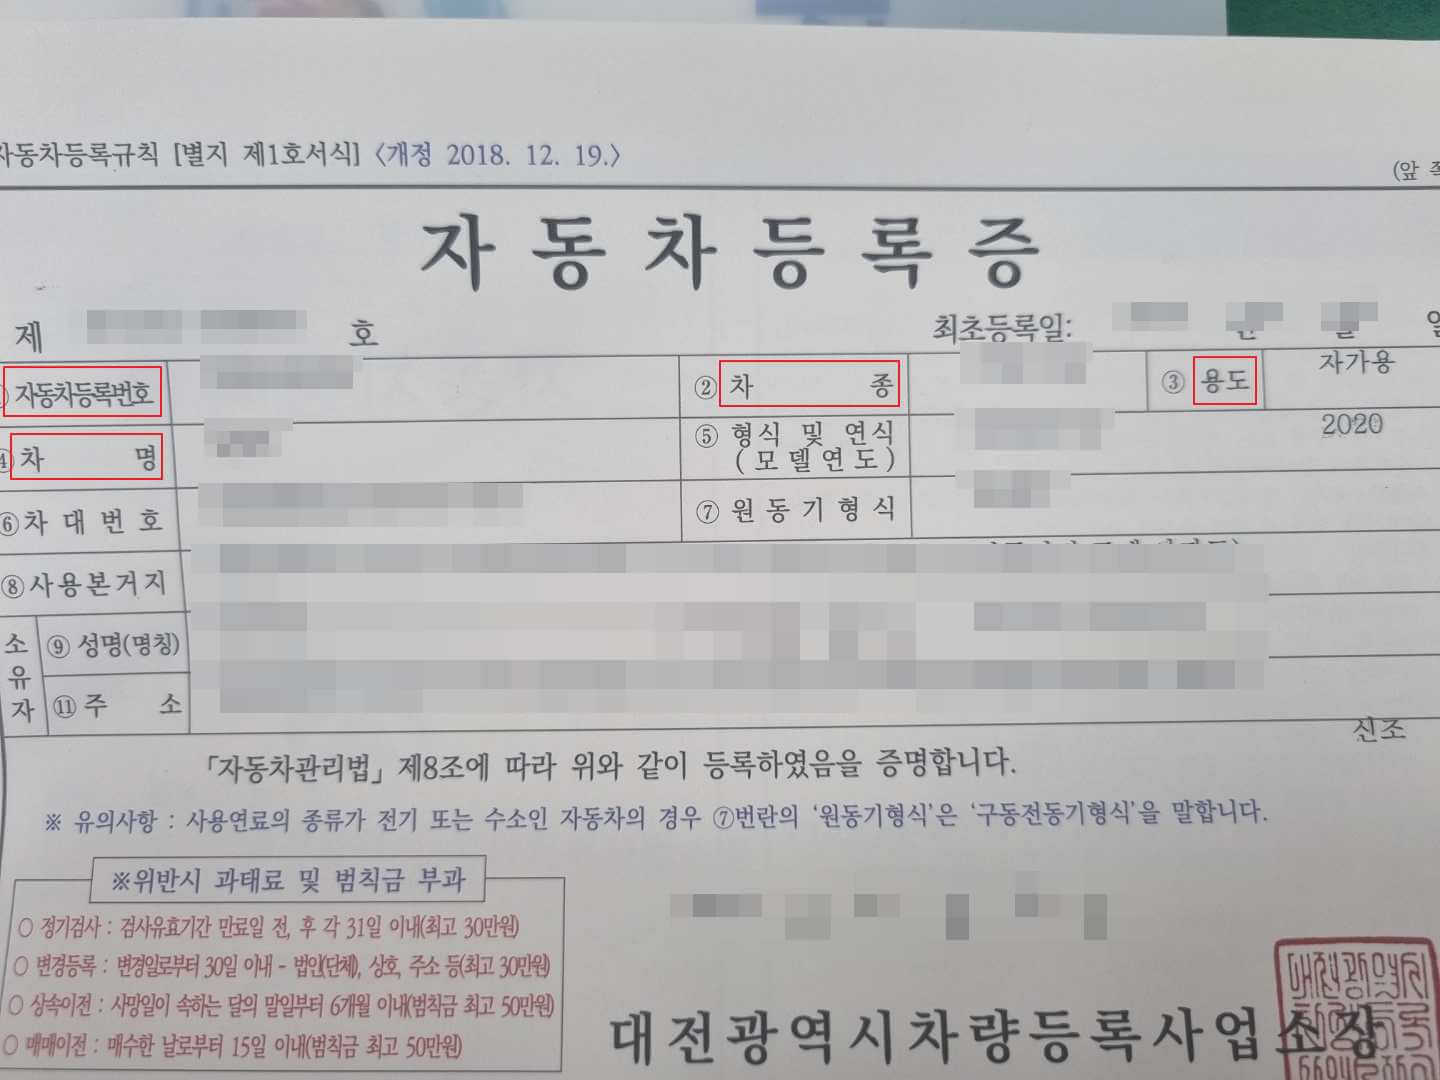 자동차등록규칙 [별지 제1호서식] <개정 2018. 12. 19.>
(앞
자동차등록증
제 호 최초등록일:
자동차등록번호 ② 차 종 ③ 용도 자가용
④ 차 명 ⑤ 형식 및 연식 2020
(모델연도)
⑥ 차대번호 ⑦ 원동기형식
⑧ 사용본거지
소유자 ⑨ 성명(명칭)
⑪ 주 소
신조
「자동차관리법」 제8조에 따라 위와 같이 등록하였음을 증명합니다.
※ 유의사항 : 사용연료의 종류가 전기 또는 수소인 자동차의 경우 ⑦번란의 '원동기형식'은 '구동전동기형식'을 말합니다.
※위반시 과태료 및 범칙금 부과
○ 정기검사 : 검사유효기간 만료일 전, 후 각 31일 이내(최고 30만원)
○ 변경등록 : 변경일로부터 30일 이내 - 법인(단체), 상호, 주소 등(최고 30만원)
○ 상속이전 : 사망일이 속하는 달의 말일부터 6개월 이내(범칙금 최고 50만원)
○ 매매이전 : 매수한 날로부터 15일 이내(범칙금 최고 50만원)
대전광역시차량등록사업소장